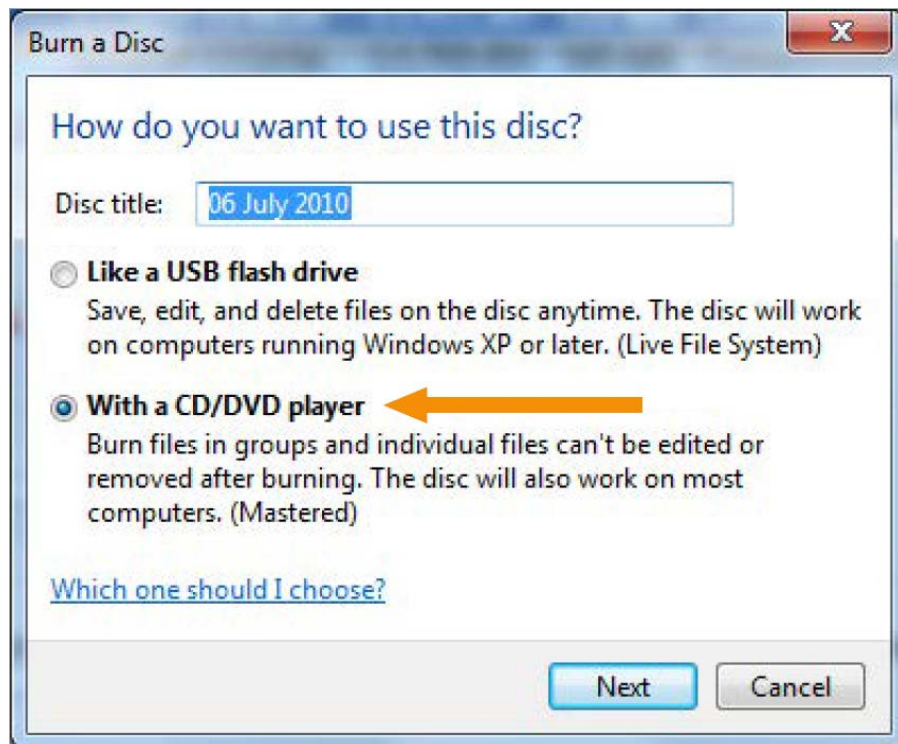 Burn a Disc
How do you want to use this disc?
Disc title: 06 July 2010
Like a USB flash drive
Save, edit, and delete files on the disc anytime. The disc will work
on computers running Windows XP or later. (Live File System)
With a CD/DVD player
Burn files in groups and individual files can't be edited or
removed after burning. The disc will also work on most
computers. (Mastered)
Which one should I choose?
Next Cancel